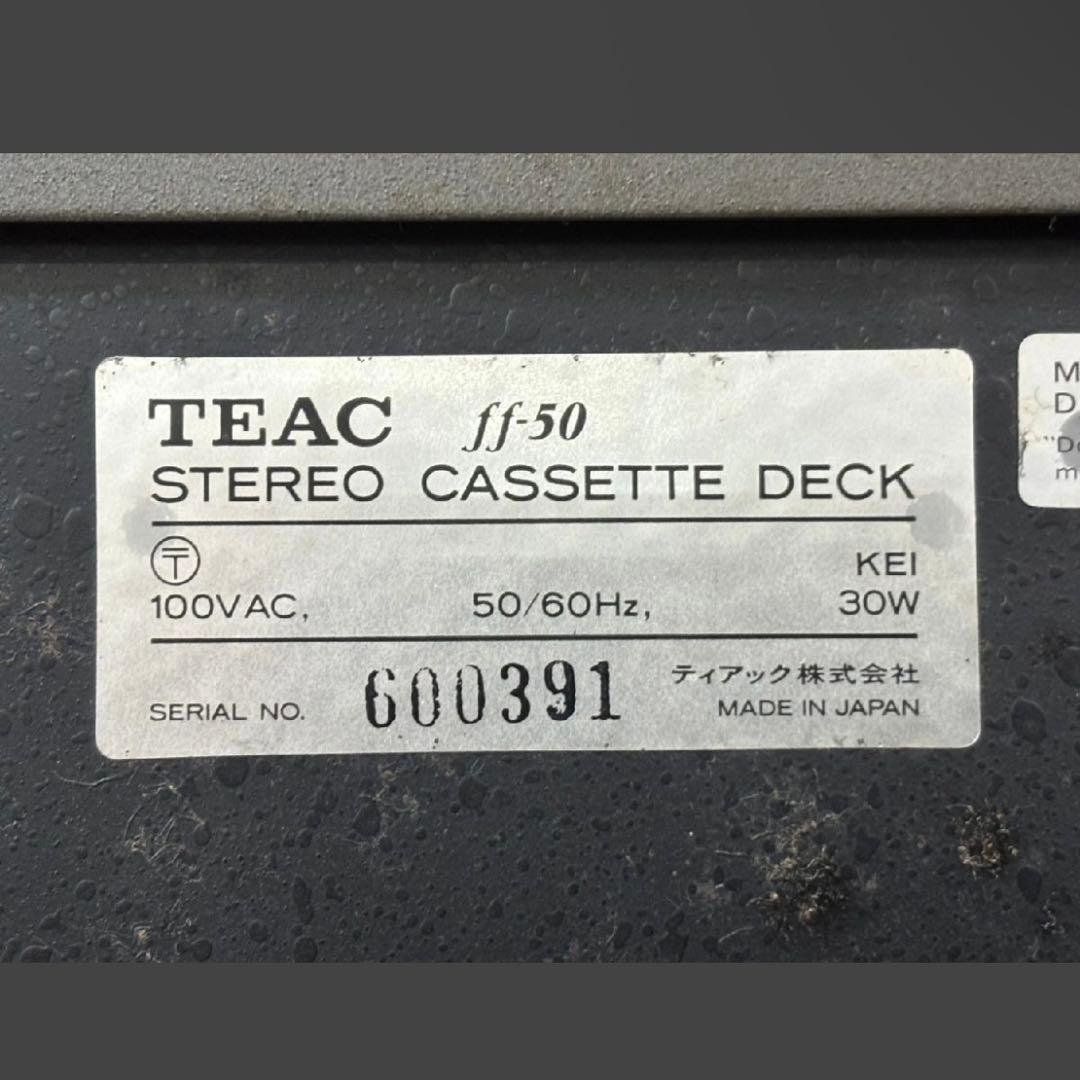 TEAC ff-50
STEREO CASSETTE DECK
〒 KEI
100VAC, 50/60Hz, 30W
SERIAL NO. 600391 ティアック株式会社
MADE IN JAPAN